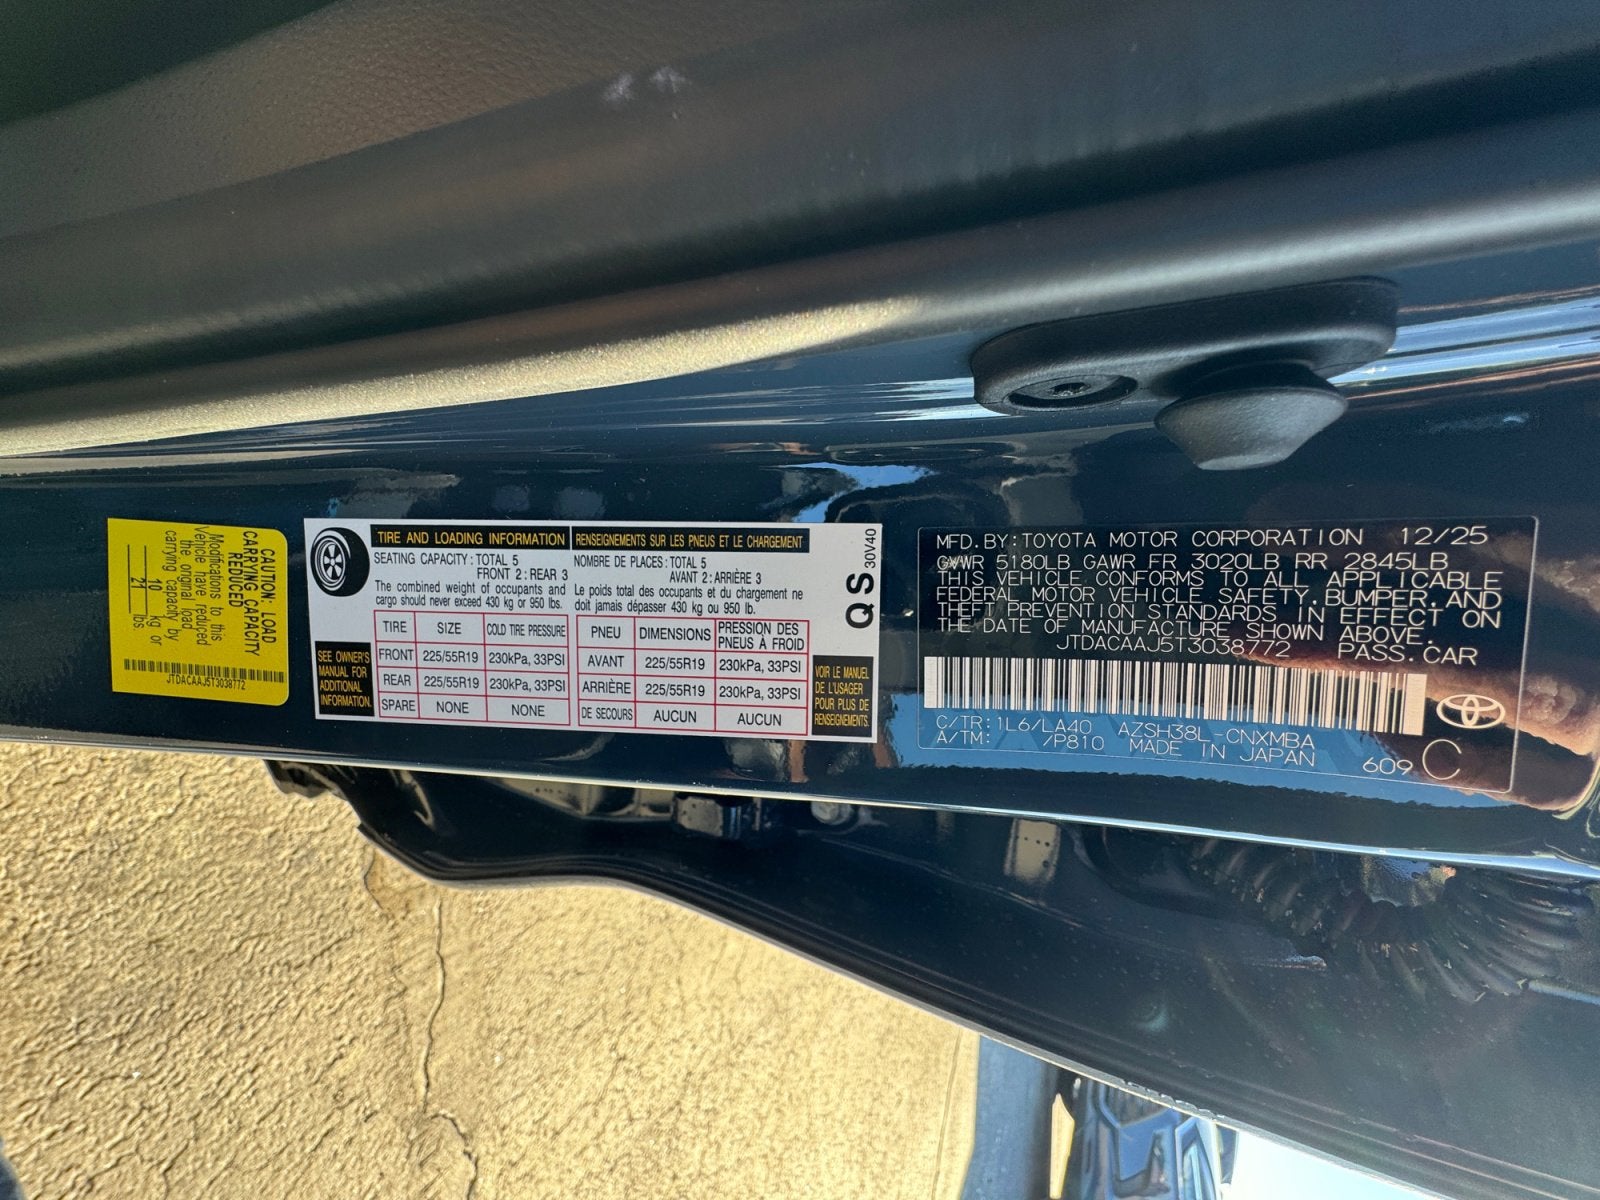 CAUTION: LOAD
CARRYING CAPACITY
REDUCED
Modifications to this
Vehicle have reduced
the original load
carrying capacity by
10 kg or
21 lbs.
JTDACAAJ5T3038772
TIRE AND LOADING INFORMATION
SEATING CAPACITY : TOTAL 5
FRONT 2 : REAR 3
The combined weight of occupants and
cargo should never exceed 430 kg or 950 lbs.
TIRE SIZE COLD TIRE PRESSURE
FRONT 225/55R19 230kPa, 33PSI
REAR 225/55R19 230kPa, 33PSI
SPARE NONE NONE
SEE OWNER'S
MANUAL FOR
ADDITIONAL
INFORMATION.
RENSEIGNEMENTS SUR LES PNEUS ET LE CHARGEMENT
NOMBRE DE PLACES : TOTAL 5
AVANT 2 : ARRIÈRE 3
Le poids total des occupants et du chargement ne
doit jamais dépasser 430 kg ou 950 lb.
PNEU DIMENSIONS PRESSION DES
PNEUS À FROID
AVANT 225/55R19 230kPa, 33PSI
ARRIÈRE 225/55R19 230kPa, 33PSI
DE SECOURS AUCUN AUCUN
VOIR LE MANUEL
DE L'USAGER
POUR PLUS DE
RENSEIGNEMENTS.
QS 30V40
MFD. BY: TOYOTA MOTOR CORPORATION 12/25
GVWR 5180LB GAWR FR 3020LB RR 2845LB
THIS VEHICLE CONFORMS TO ALL APPLICABLE
FEDERAL MOTOR VEHICLE SAFETY, BUMPER, AND
THEFT PREVENTION STANDARDS IN EFFECT ON
THE DATE OF MANUFACTURE SHOWN ABOVE.
JTDACAAJ5T3038772 PASS. CAR
C/TR: 1L6/LA40 AZSH38L-CNXMBA
A/TM: /P810 MADE IN JAPAN
609 C